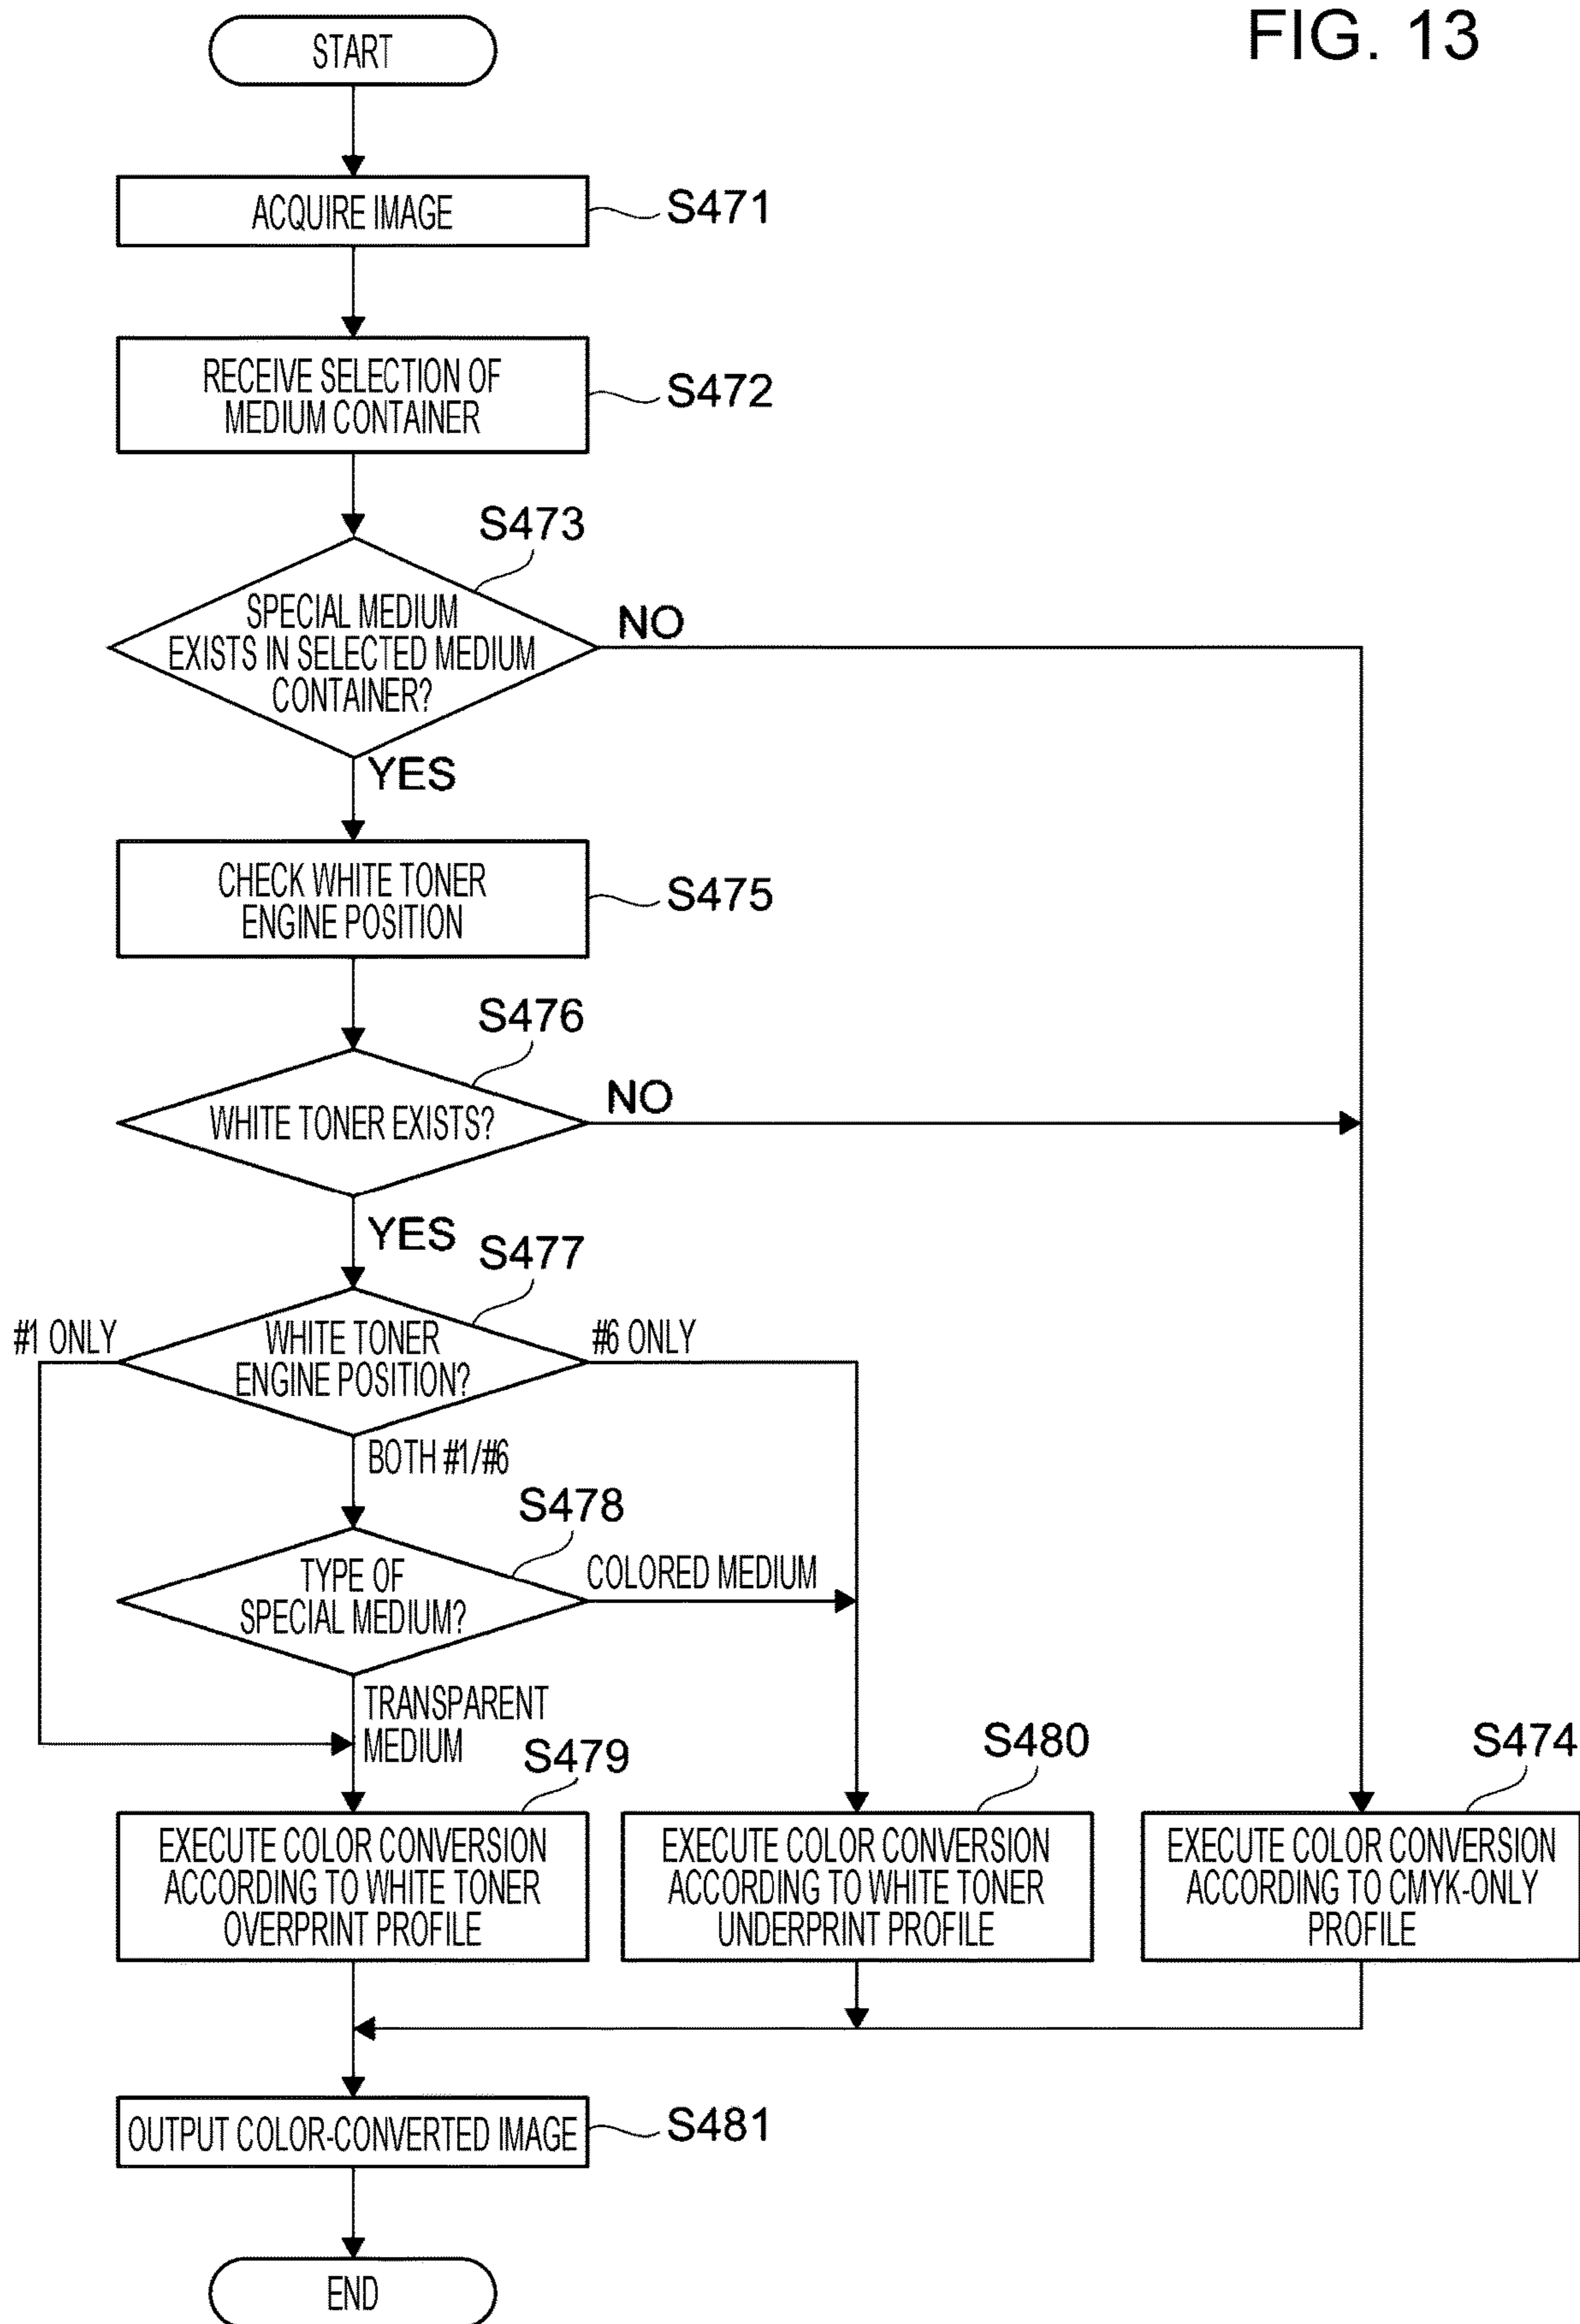 FIG. 13
START
ACQUIRE IMAGE
S471
RECEIVE SELECTION OF
MEDIUM CONTAINER
S472
S473
SPECIAL MEDIUM
EXISTS IN SELECTED MEDIUM
CONTAINER?
NO
YES
CHECK WHITE TONER
ENGINE POSITION
S475
S476
WHITE TONER EXISTS?
NO
YES
S477
#1 ONLY
WHITE TONER
ENGINE POSITION?
#6 ONLY
BOTH #1/#6
S478
TYPE OF
SPECIAL MEDIUM?
COLORED MEDIUM
TRANSPARENT
MEDIUM
S479
EXECUTE COLOR CONVERSION
ACCORDING TO WHITE TONER
OVERPRINT PROFILE
S480
EXECUTE COLOR CONVERSION
ACCORDING TO WHITE TONER
UNDERPRINT PROFILE
S474
EXECUTE COLOR CONVERSION
ACCORDING TO CMYK-ONLY
PROFILE
OUTPUT COLOR-CONVERTED IMAGE
S481
END